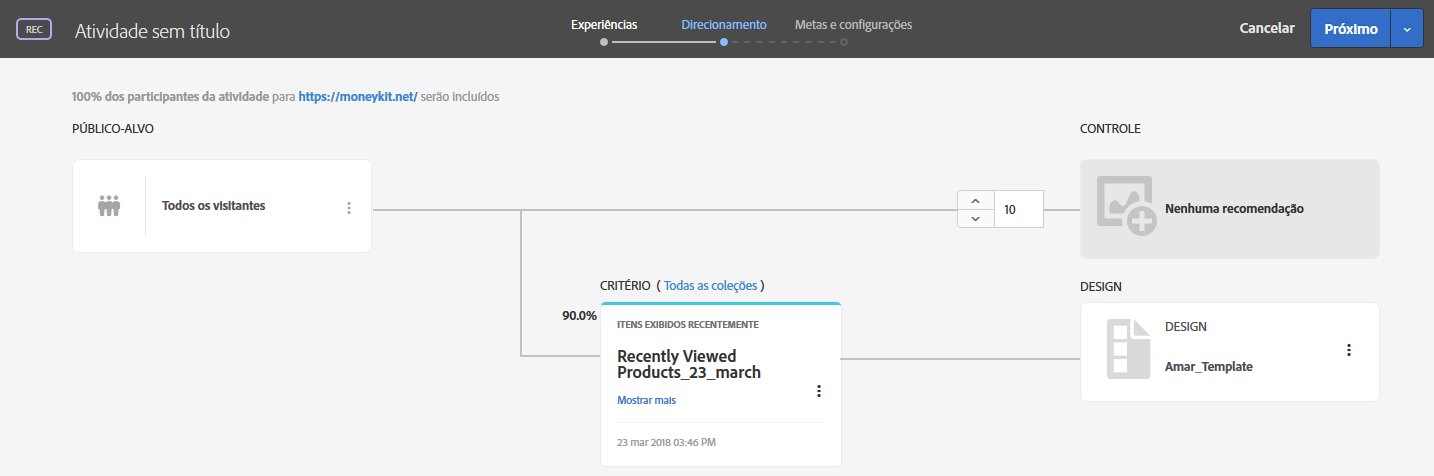 REC
Atividade sem título
Experiências
Direcionamento
Metas e configurações
Cancelar
Próximo
100% dos participantes da atividade para https://moneykit.net/ serão incluídos
PÚBLICO-ALVO
CONTROLE
Todos os visitantes
10
Nenhuma recomendação
CRITÉRIO ( Todas as coleções )
DESIGN
90.0%
ITENS EXIBIDOS RECENTEMENTE
Recently Viewed
Products_23_march
Mostrar mais
23 mar 2018 03:46 PM
DESIGN
Amar_Template